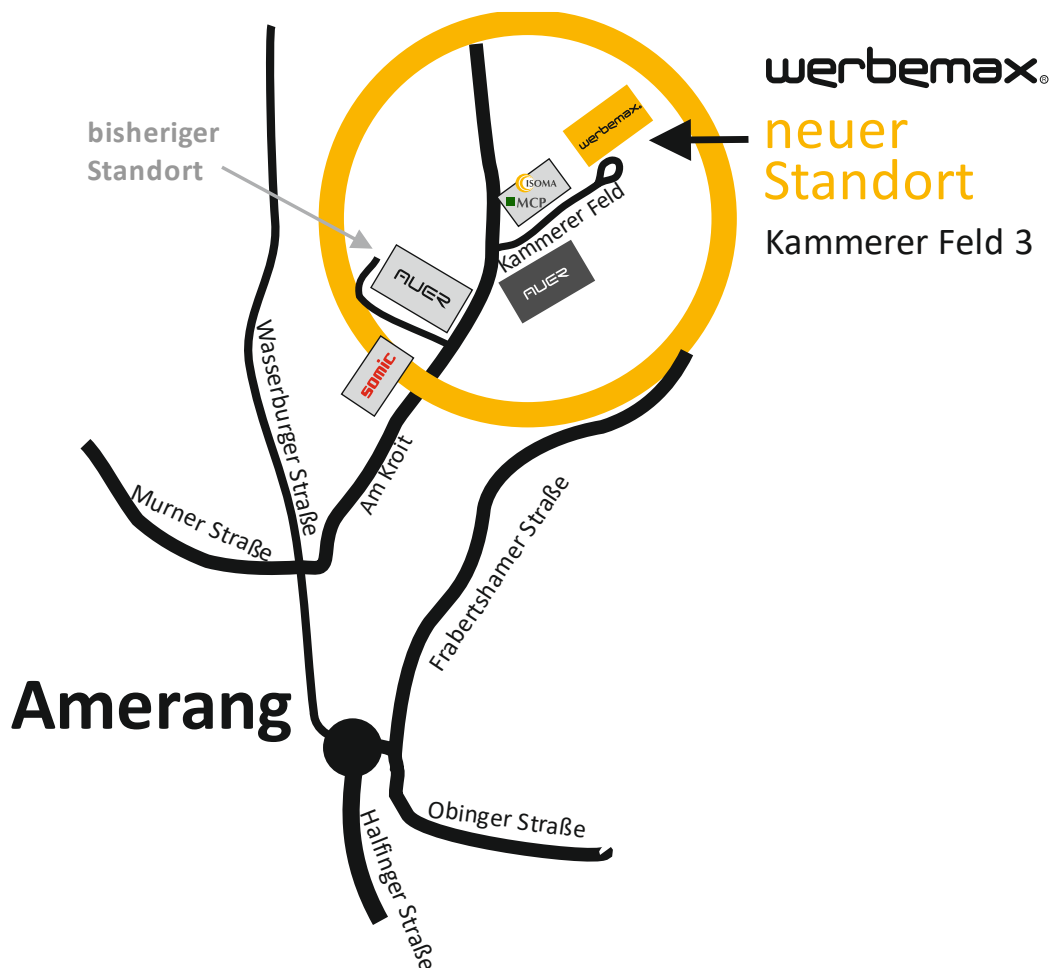 werbemax®
neuer
Standort
Kammerer Feld 3
bisheriger
Standort
werbemax®
ISOMA
MCP
Kammerer Feld
AUER
AUER
somic
Wasserburger Straße
Am Kroit
Murner Straße
Frabertshamer Straße
Amerang
Obinger Straße
Halfinger Straße